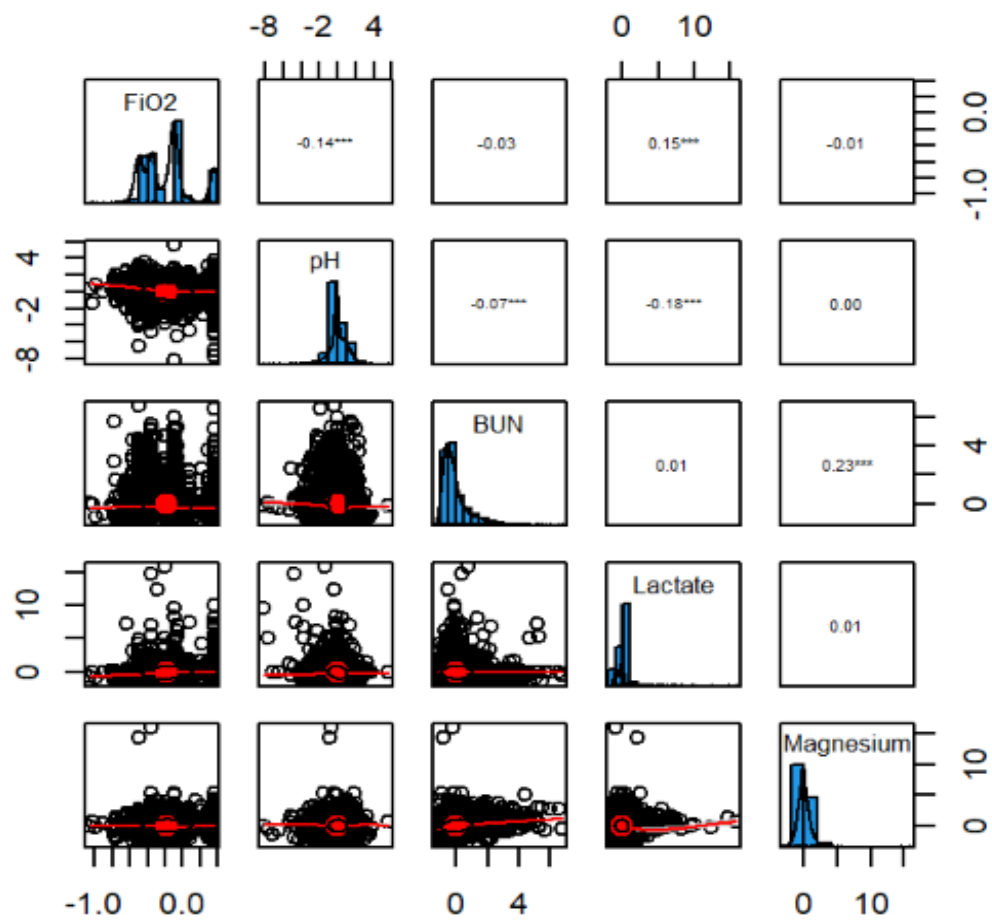 -8 -2 4 0 10
FiO2 -0.14*** -0.03 0.15*** -0.01 -1.0 0.0
-8 -2 4 pH -0.07*** -0.18*** 0.00
BUN 0.01 0.23*** 0 4
0 10 Lactate 0.01
Magnesium 0 10
-1.0 0.0 0 4 0 10